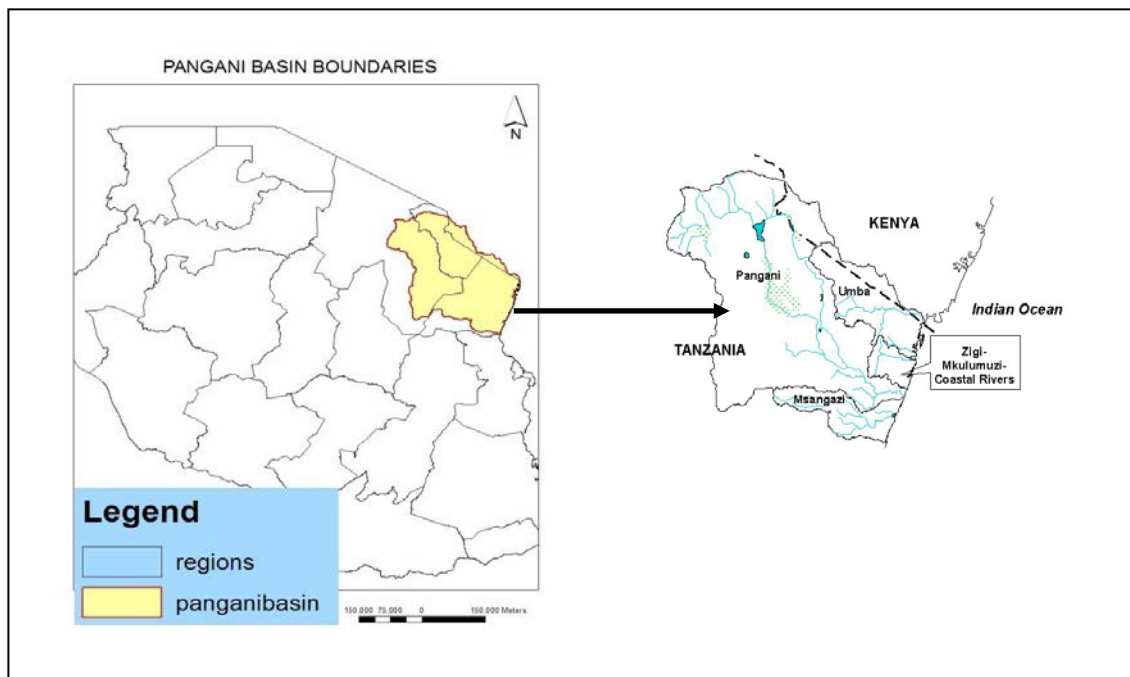 PANGANI BASIN BOUNDARIES
N
Legend
regions
panganibasin
150,000 75,000 0 150,000 Meters
KENYA
Pangani
Umba
Indian Ocean
TANZANIA
Zigi-
Mkulumuzi-
Coastal Rivers
Msangazi